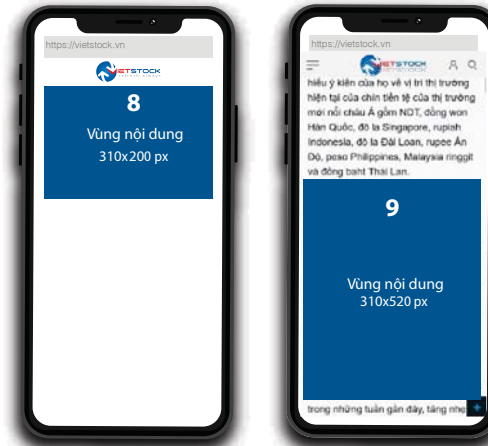 https://vietstock.vn
VIETSTOCK
8
Vùng nội dung
310x200 px
https://vietstock.vn
VIETSTOCK
hiểu ý kiến của họ về vị trí thị trường
hiện tại của chín tiền tệ của thị trường
mới nổi châu Á gồm NDT, đồng won
Hàn Quốc, đô la Singapore, rupiah
Indonesia, đô la Đài Loan, rupee Ấn
Độ, peso Philippines, Malaysia ringgit
và đồng baht Thái Lan.
9
Vùng nội dung
310x520 px
trong những tuần gần đây, tăng nhẹ